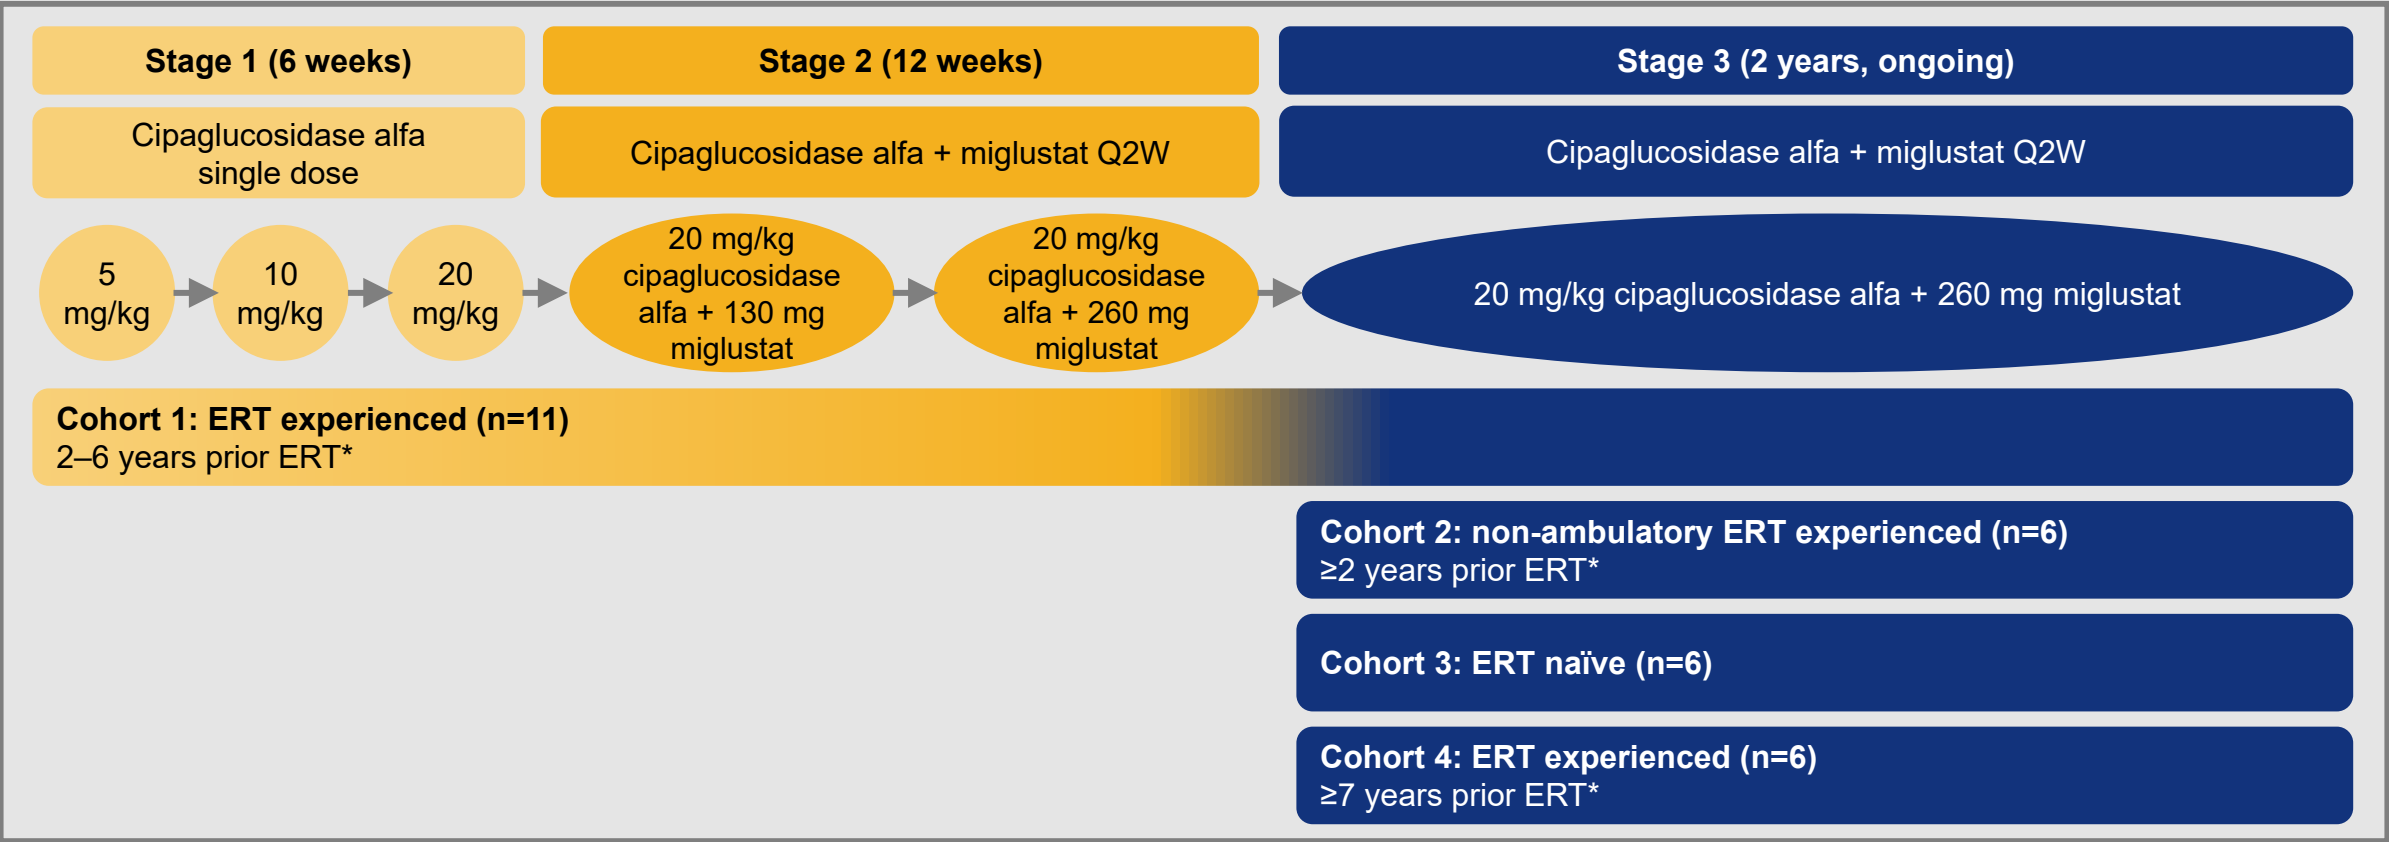 Stage 1 (6 weeks)
Stage 2 (12 weeks)
Stage 3 (2 years, ongoing)
Cipaglucosidase alfa
single dose
Cipaglucosidase alfa + miglustat Q2W
Cipaglucosidase alfa + miglustat Q2W
5
mg/kg
10
mg/kg
20
mg/kg
20 mg/kg
cipaglucosidase
alfa + 130 mg
miglustat
20 mg/kg
cipaglucosidase
alfa + 260 mg
miglustat
20 mg/kg cipaglucosidase alfa + 260 mg miglustat
Cohort 1: ERT experienced (n=11)
2–6 years prior ERT*
Cohort 2: non-ambulatory ERT experienced (n=6)
≥2 years prior ERT*
Cohort 3: ERT naïve (n=6)
Cohort 4: ERT experienced (n=6)
≥7 years prior ERT*